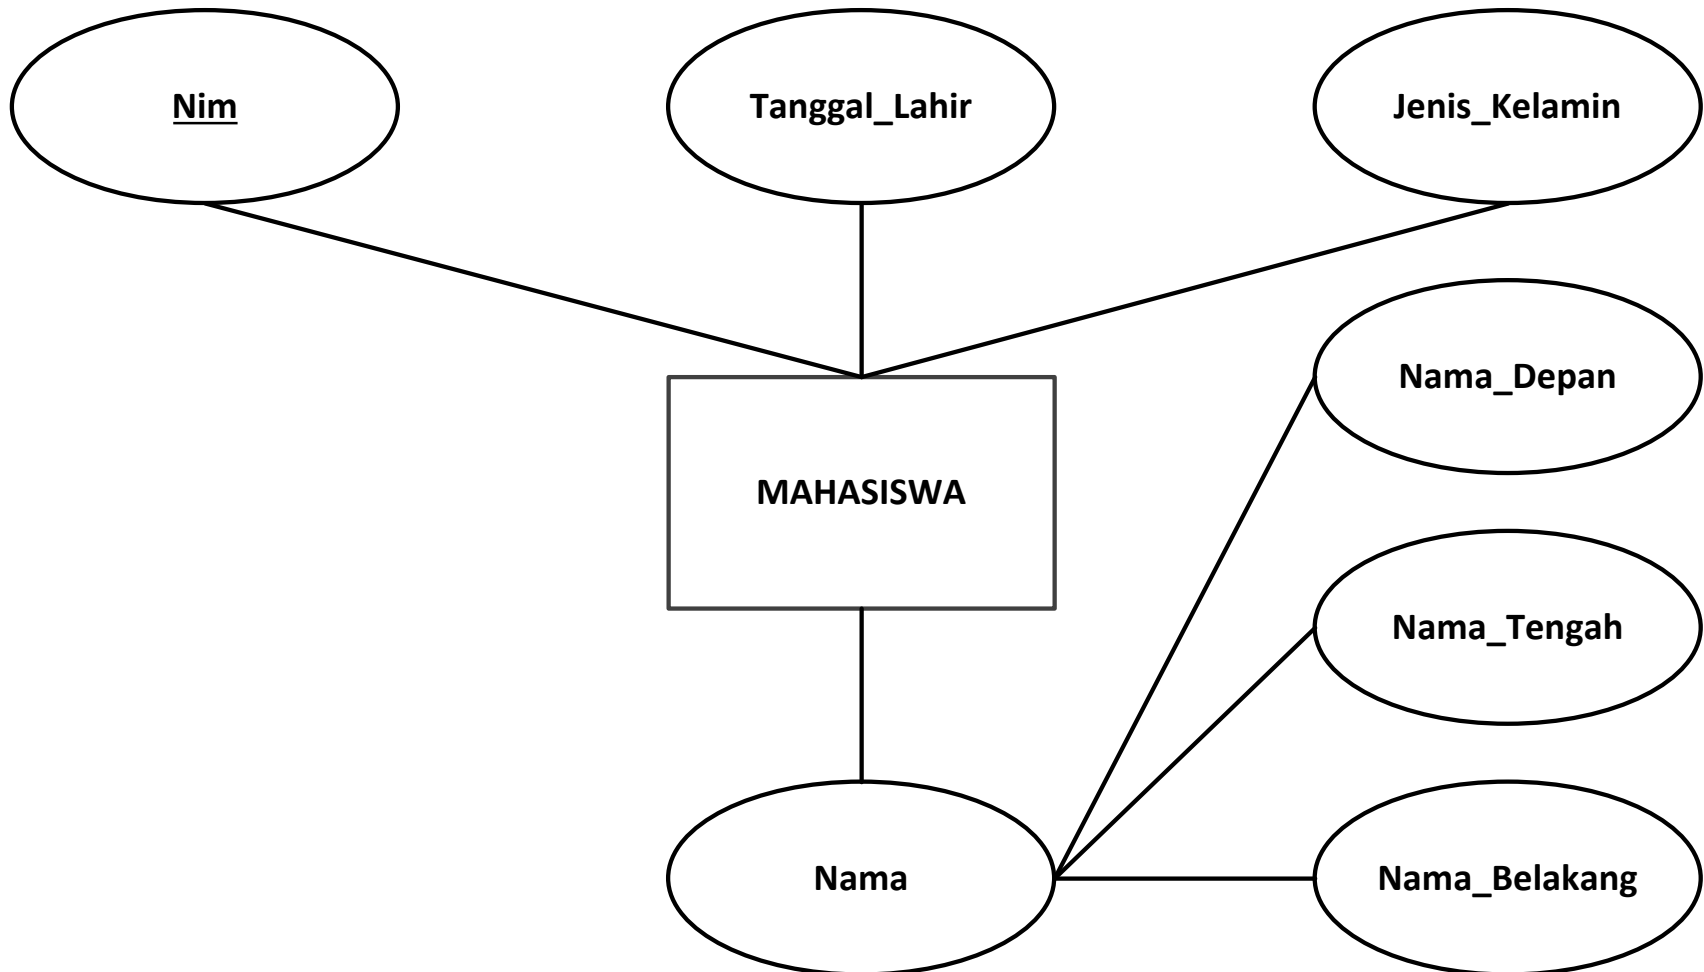 Nim
Tanggal_Lahir
Jenis_Kelamin
Nama_Depan
MAHASISWA
Nama_Tengah
Nama
Nama_Belakang